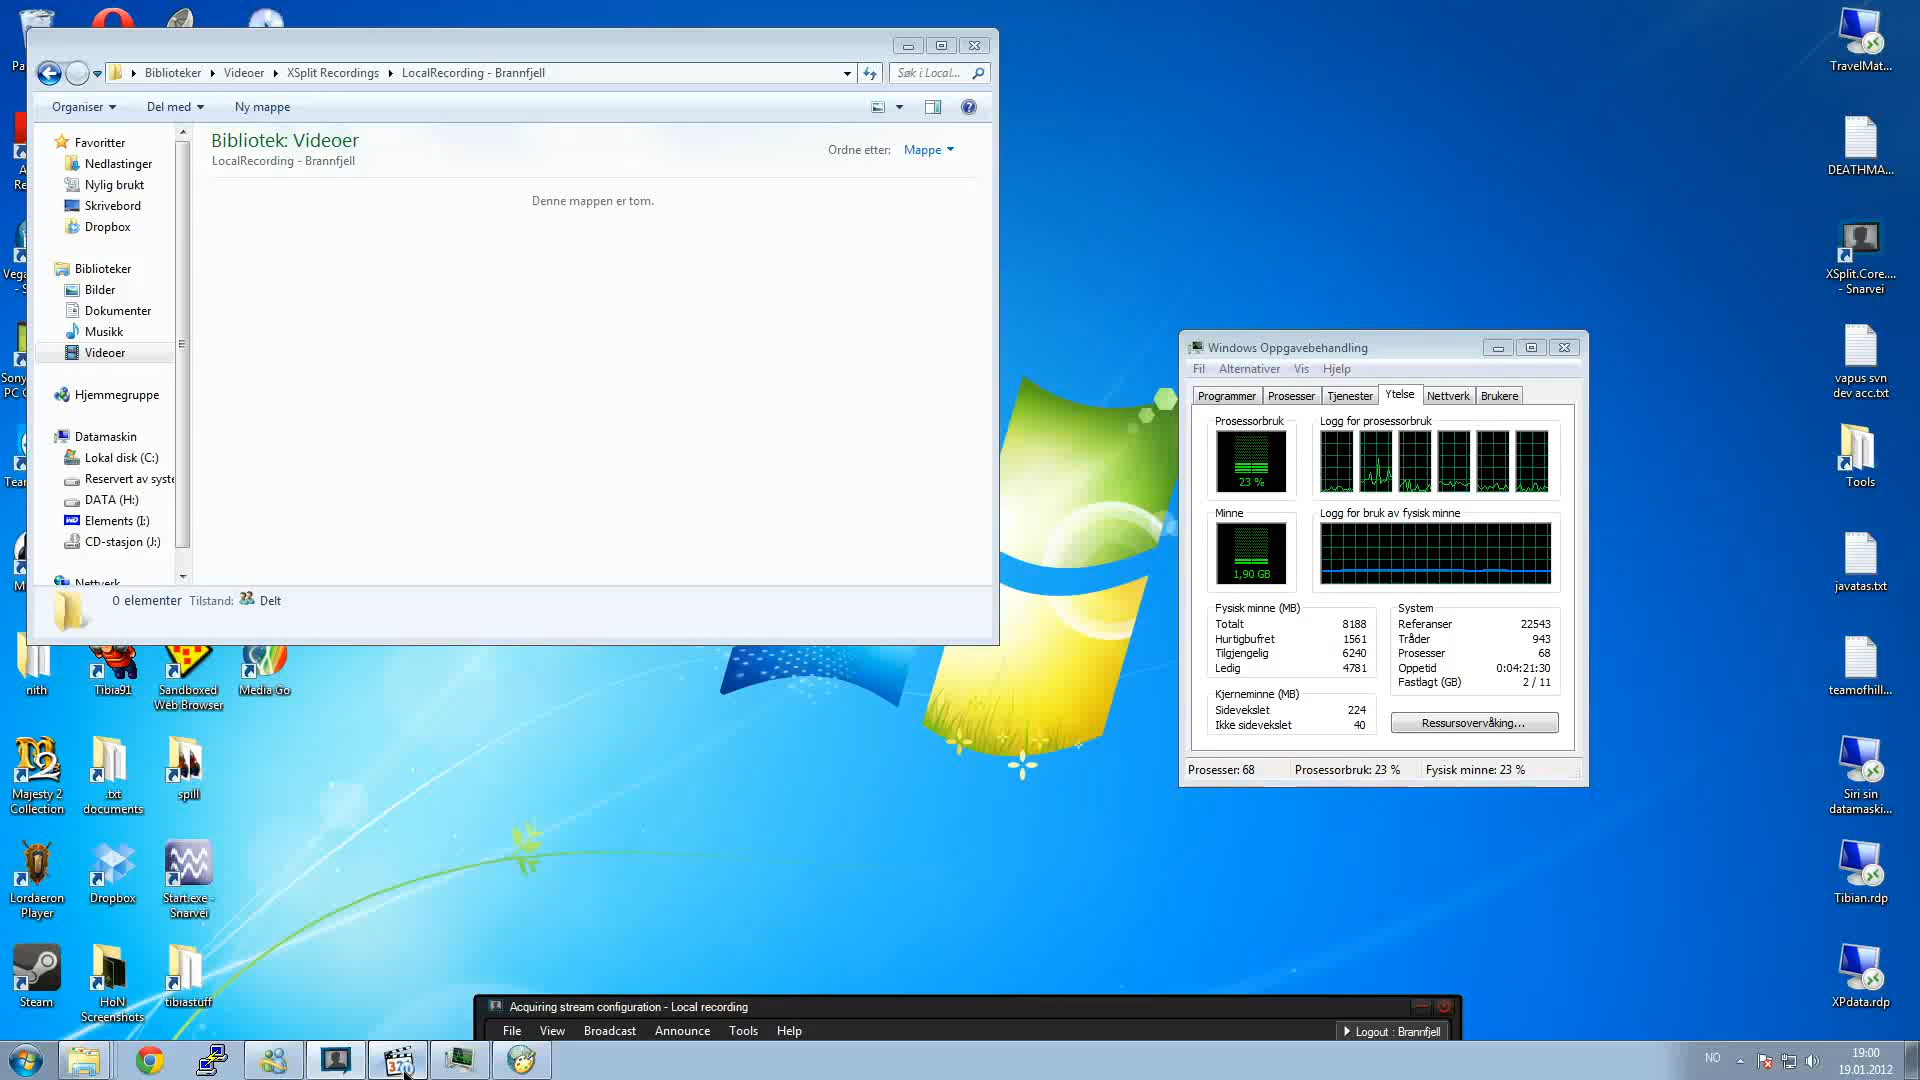 Biblioteker Videoer XSplit Recordings LocalRecording - Brannfjell
Søk i Local...
Organiser Del med Ny mappe
Favoritter
Nedlastinger
Nylig brukt
Skrivebord
Dropbox
Biblioteker
Bilder
Dokumenter
Musikk
Videoer
Hjemmegruppe
Datamaskin
Lokal disk (C:)
Reservert av syste
DATA (H:)
Elements (I:)
CD-stasjon (J:)
Nettverk
Bibliotek: Videoer
LocalRecording - Brannfjell
Ordne etter: Mappe
Denne mappen er tom.
0 elementer Tilstand: Delt
Windows Oppgavebehandling
Fil Alternativer Vis Hjelp
Programmer Prosesser Tjenester Ytelse Nettverk Brukere
Prosessorbruk
23 %
Logg for prosessorbruk
Minne
1,90 GB
Logg for bruk av fysisk minne
Fysisk minne (MB)
Totalt 8188
Hurtigbufret 1561
Tilgjengelig 6240
Ledig 4781
Kjerneminne (MB)
Sidevekslet 224
Ikke sidevekslet 40
System
Referanser 22543
Tråder 943
Prosesser 68
Oppetid 0:04:21:30
Fastlagt (GB) 2 / 11
Ressursovervåking...
Prosesser: 68 Prosessorbruk: 23 % Fysisk minne: 23 %
TravelMat...
DEATHMA...
XSplit.Core....
- Snarvei
vapus svn
dev acc.txt
Tools
javatas.txt
teamofhill...
Siri sin
datamaski...
Tibian.rdp
XPdata.rdp
nith
Tibia91
Sandboxed
Web Browser
Media Go
Majesty 2
Collection
.txt
documents
spill
Lordaeron
Player
Dropbox
Start.exe -
Snarvei
Steam
HoN
Screenshots
tibiastuff
Acquiring stream configuration - Local recording
File View Broadcast Announce Tools Help
Logout : Brannfjell
NO
19:00
19.01.2012